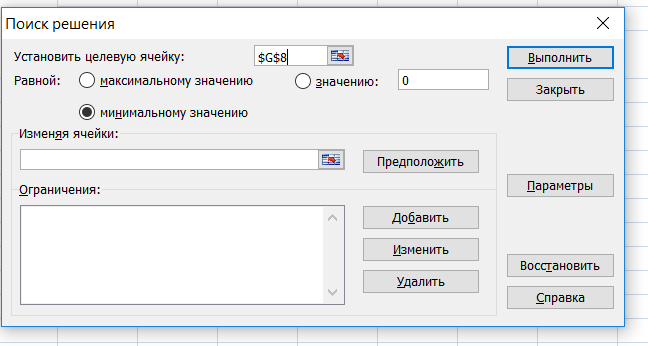 Поиск решения
Установить целевую ячейку: $G$8 Выполнить
Равной: максимальному значению значению: 0 Закрыть
минимальному значению
Изменяя ячейки:
Предположить
Параметры
Ограничения:
Добавить
Изменить
Восстановить
Удалить
Справка